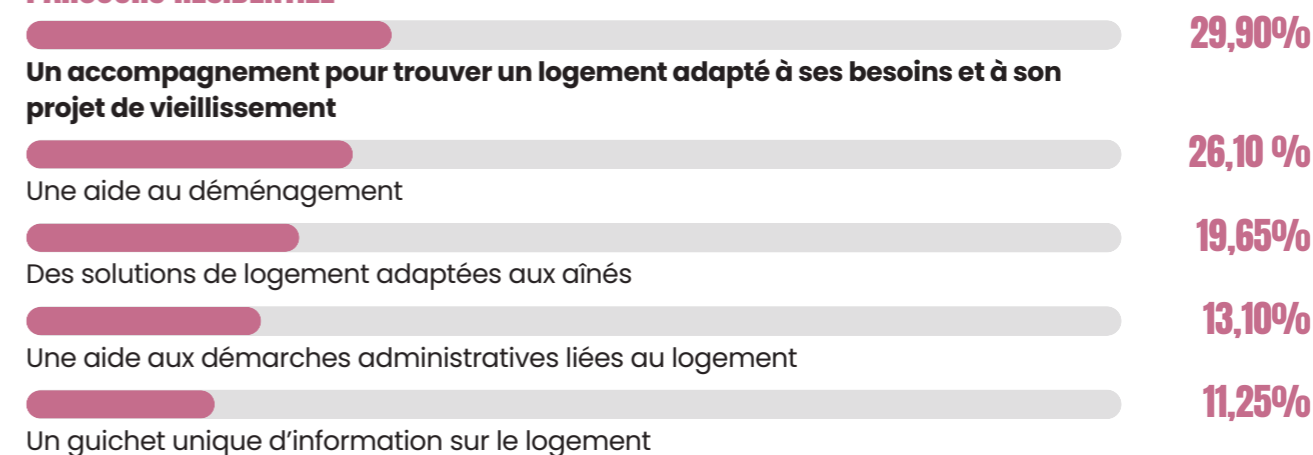 PARCOURS RÉSIDENTIEL
29,90%
Un accompagnement pour trouver un logement adapté à ses besoins et à son
projet de vieillissement
26,10 %
Une aide au déménagement
19,65%
Des solutions de logement adaptées aux aînés
13,10%
Une aide aux démarches administratives liées au logement
11,25%
Un guichet unique d’information sur le logement